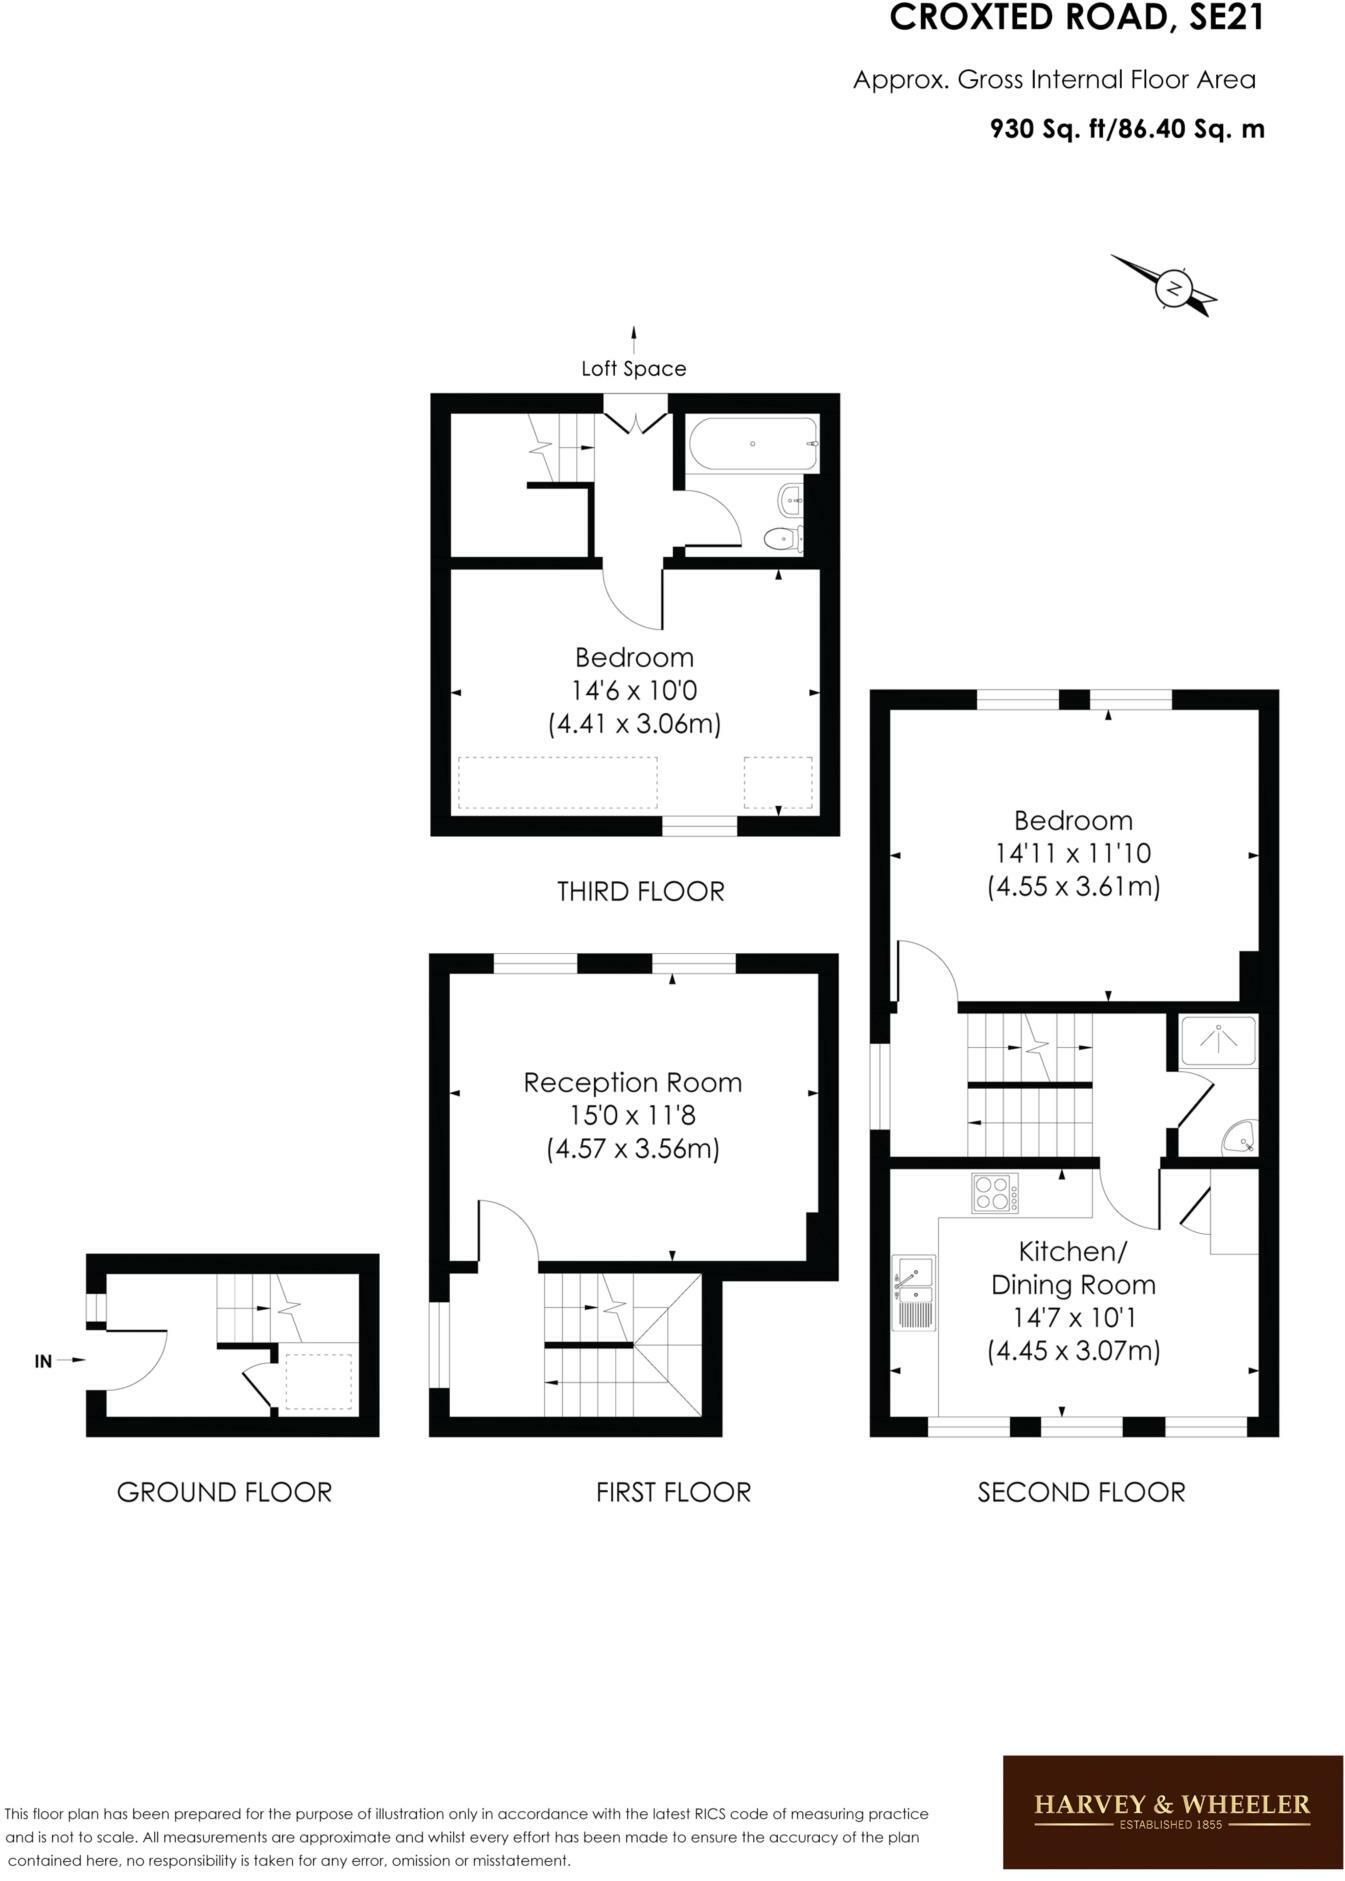 CROXTED ROAD, SE21
Approx. Gross Internal Floor Area
930 Sq. ft/86.40 Sq. m
N
Loft Space
Bedroom
14'6 x 10'0
(4.41 x 3.06m)
THIRD FLOOR
Bedroom
14'11 x 11'10
(4.55 x 3.61m)
Reception Room
15'0 x 11'8
(4.57 x 3.56m)
Kitchen/
Dining Room
14'7 x 10'1
(4.45 x 3.07m)
IN
GROUND FLOOR
FIRST FLOOR
SECOND FLOOR
This floor plan has been prepared for the purpose of illustration only in accordance with the latest RICS code of measuring practice
and is not to scale. All measurements are approximate and whilst every effort has been made to ensure the accuracy of the plan
contained here, no responsibility is taken for any error, omission or misstatement.
HARVEY & WHEELER
ESTABLISHED 1855